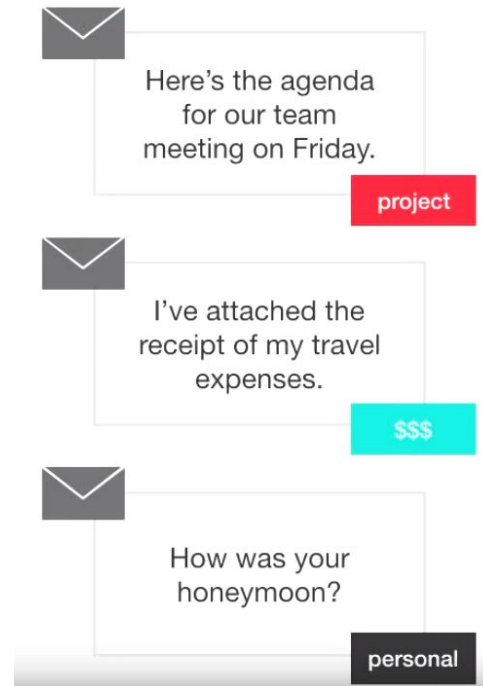 Here’s the agenda
for our team
meeting on Friday.
project
I’ve attached the
receipt of my travel
expenses.
$$$
How was your
honeymoon?
personal